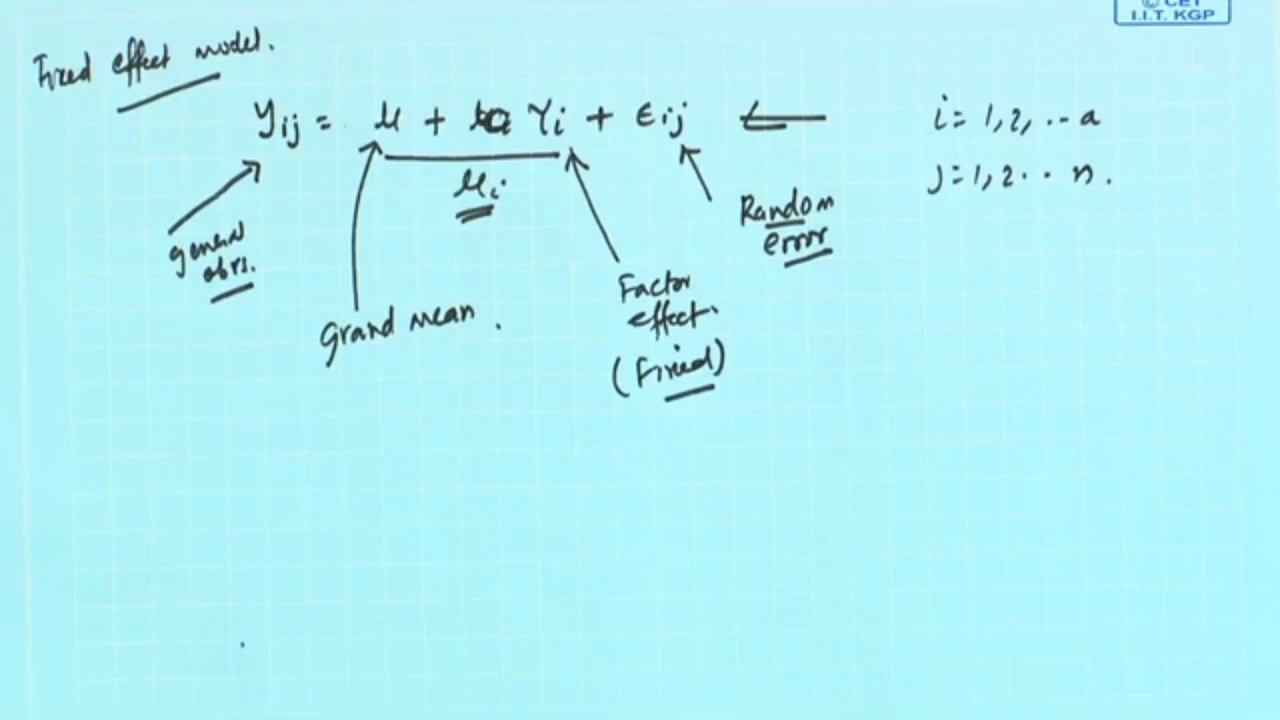 © CET
I.I.T. KGP
Fixed effect model.
yij = μ + τi + εij
i = 1, 2, .. a
j = 1, 2 .. n.
μi
general
obs.
Grand mean.
Factor
effect.
(Fixed)
Random
error